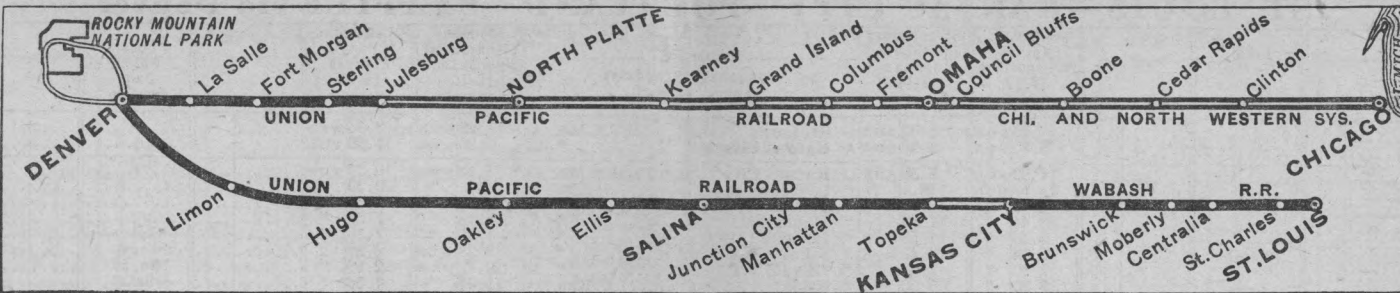 ROCKY MOUNTAIN
NATIONAL PARK
DENVER
La Salle
Fort Morgan
Sterling
Julesburg
NORTH PLATTE
Kearney
Grand Island
Columbus
Fremont
OMAHA
Council Bluffs
Boone
Cedar Rapids
Clinton
CHICAGO
UNION PACIFIC RAILROAD
CHI. AND NORTH WESTERN SYS.
UNION PACIFIC RAILROAD
WABASH R.R.
Limon
Hugo
Oakley
Ellis
SALINA
Junction City
Manhattan
Topeka
KANSAS CITY
Brunswick
Moberly
Centralia
St. Charles
ST. LOUIS